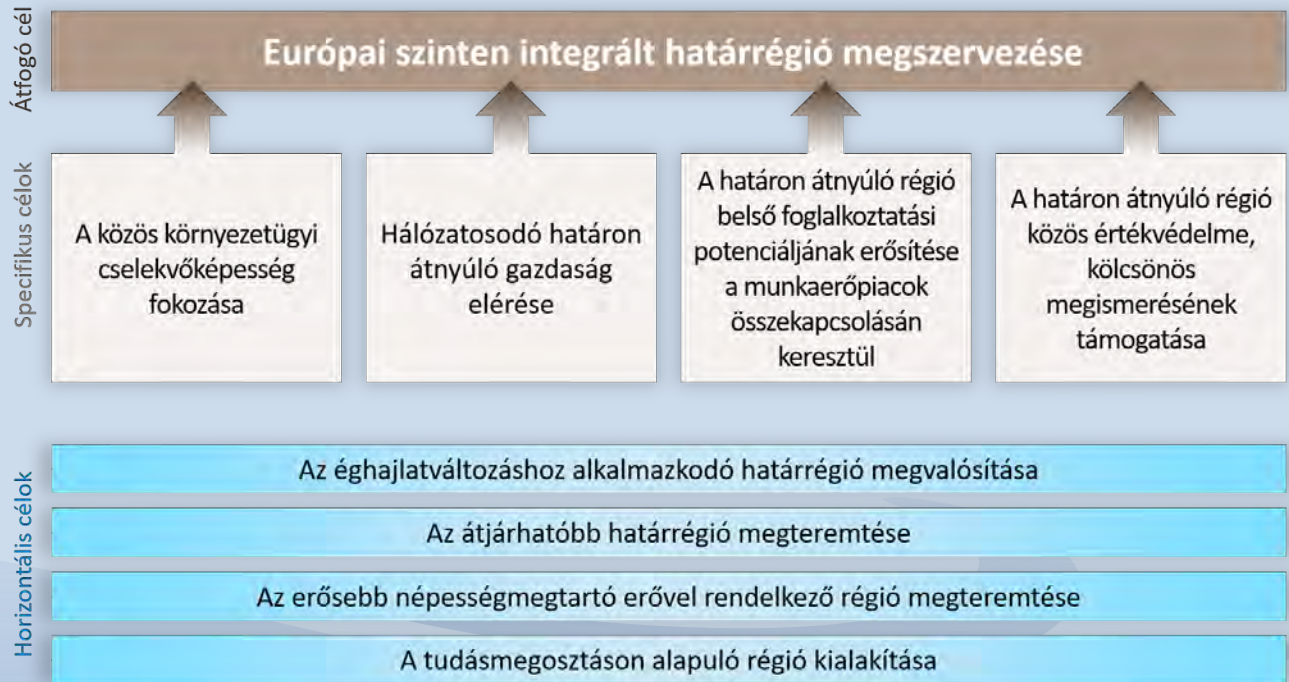 Átfogó cél
Európai szinten integrált határrégió megszervezése
Specifikus célok
A közös környezetügyi
cselekvőképesség
fokozása
Hálózatosodó határon
átnyúló gazdaság
elérése
A határon átnyúló régió
belső foglalkoztatási
potenciáljának erősítése
a munkaerőpiacok
összekapcsolásán
keresztül
A határon átnyúló régió
közös értékvédelme,
kölcsönös
megismerésének
támogatása
Horizontális célok
Az éghajlatváltozáshoz alkalmazkodó határrégió megvalósítása
Az átjárhatóbb határrégió megteremtése
Az erősebb népességmegtartó erővel rendelkező régió megteremtése
A tudásmegosztáson alapuló régió kialakítása